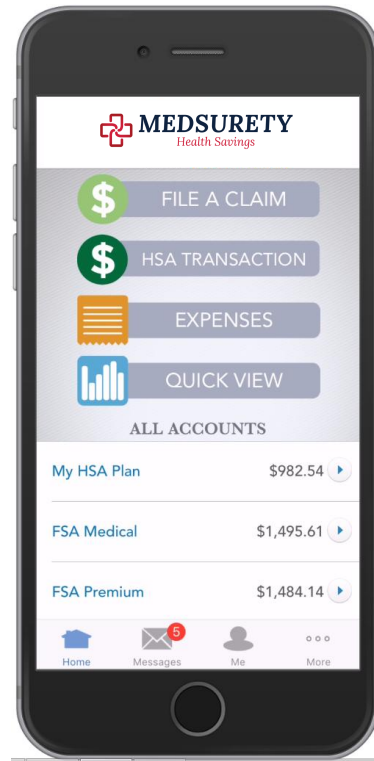 MEDSURETY
Health Savings
$ FILE A CLAIM
$ HSA TRANSACTION
EXPENSES
QUICK VIEW
ALL ACCOUNTS
My HSA Plan $982.54
FSA Medical $1,495.61
FSA Premium $1,484.14
5
Home Messages Me More